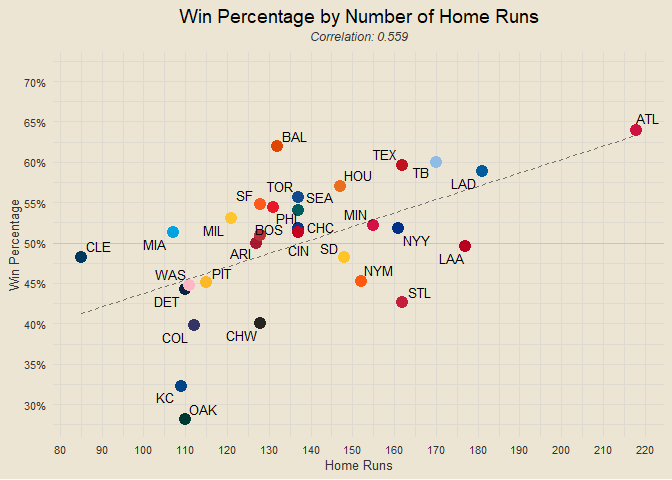 Win Percentage by Number of Home Runs
Correlation: 0.559
Win Percentage
70%
65%
60%
55%
50%
45%
40%
35%
30%
ATL
BAL
TEX
TB
LAD
HOU
TOR
SEA
SF
PHI
MIL
BOS
CHC
MIN
NYY
MIA
ARI
CIN
SD
LAA
CLE
WAS
PIT
NYM
DET
STL
COL
CHW
KC
OAK
80 90 100 110 120 130 140 150 160 170 180 190 200 210 220
Home Runs